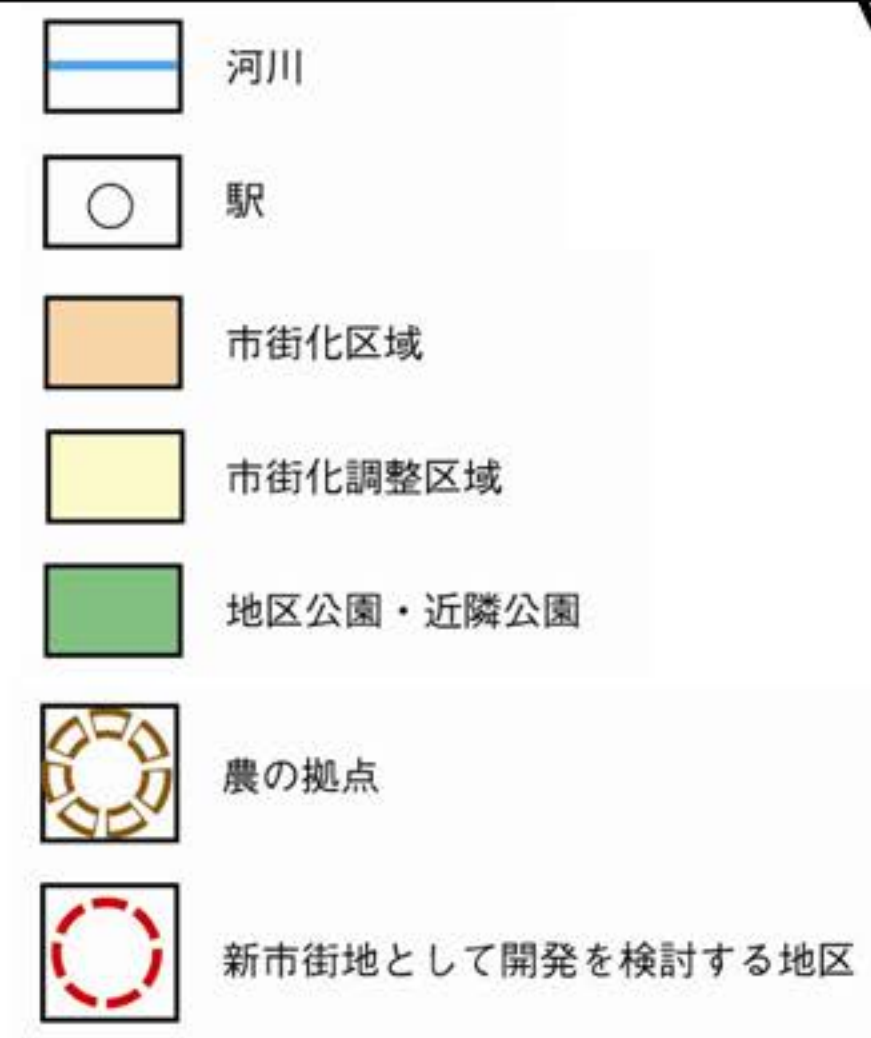 河川
駅
市街化区域
市街化調整区域
地区公園・近隣公園
農の拠点
新市街地として開発を検討する地区